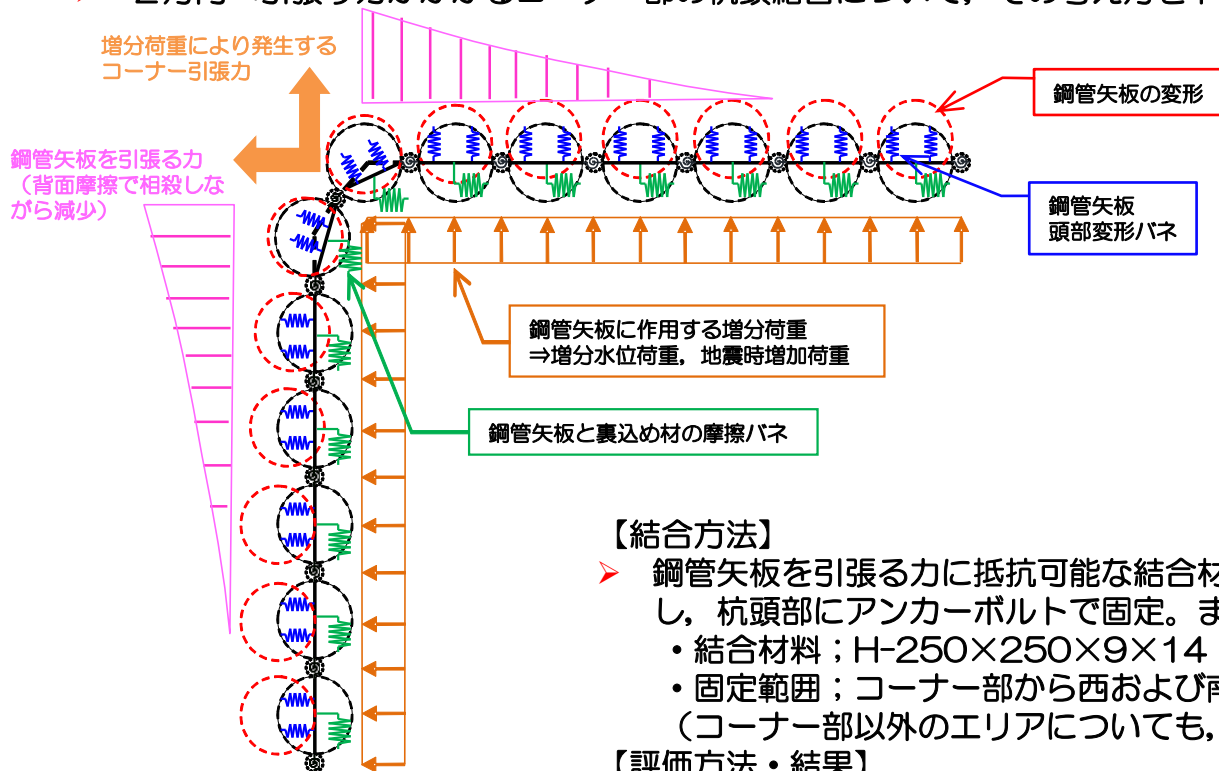 増分荷重により発生する
コーナー引張力
鋼管矢板の変形
鋼管矢板を引張る力
（背面摩擦で相殺しな
がら減少）
鋼管矢板
頭部変形バネ
鋼管矢板に作用する増分荷重
⇒増分水位荷重，地震時増加荷重
鋼管矢板と裏込め材の摩擦バネ
【結合方法】
➢ 鋼管矢板を引張る力に抵抗可能な結合材
し，杭頭部にアンカーボルトで固定。ま
・結合材料；H-250×250×9×14
・固定範囲；コーナー部から西および南
（コーナー部以外のエリアについても，
【評価方法・結果】